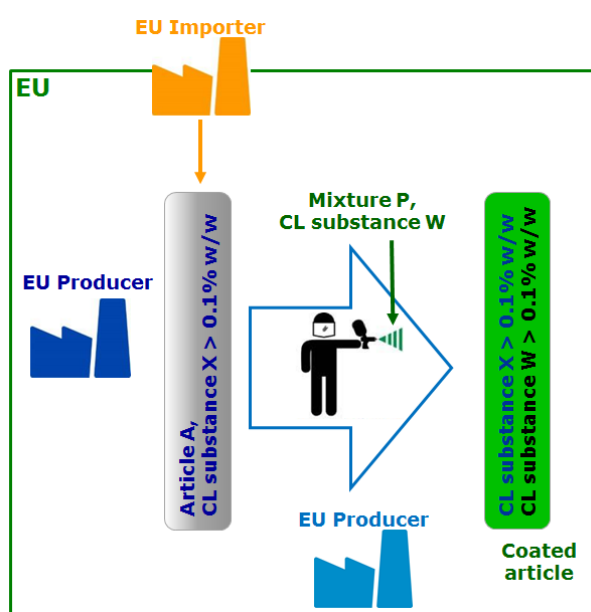 EU Importer
EU
Mixture P,
CL substance W
EU Producer
Article A,
CL substance X > 0.1% w/w
CL substance X > 0.1% w/w
CL substance W > 0.1% w/w
EU Producer
Coated
article